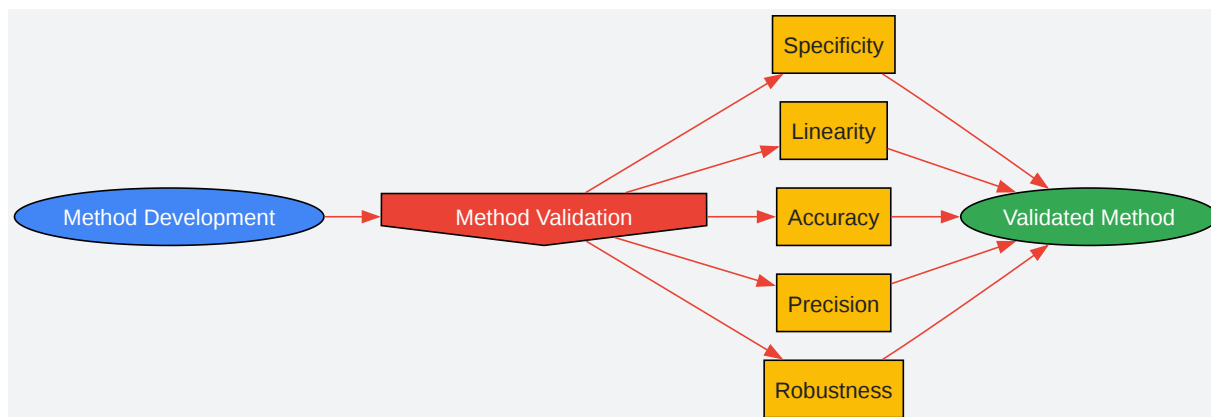 Method Development
Method Validation
Specificity
Linearity
Accuracy
Precision
Robustness
Validated Method